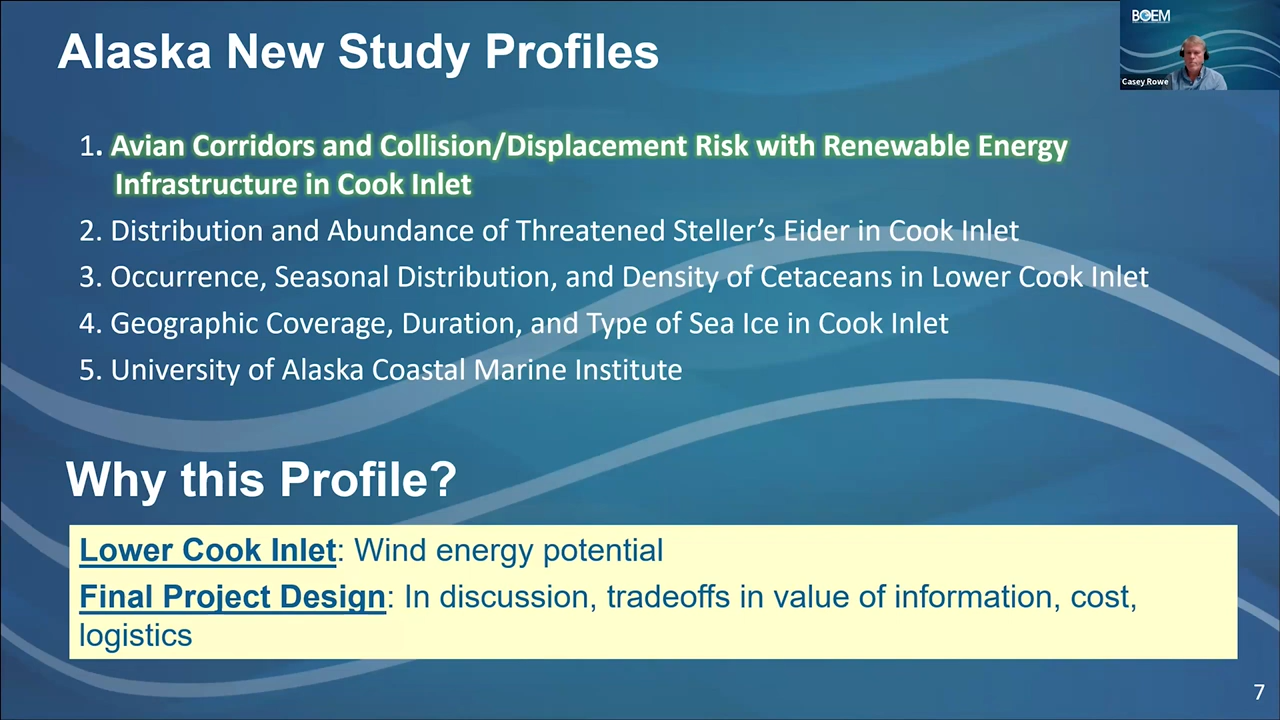 Alaska New Study Profiles
BOEM
Casey Rowe
1. Avian Corridors and Collision/Displacement Risk with Renewable Energy
Infrastructure in Cook Inlet
2. Distribution and Abundance of Threatened Steller’s Eider in Cook Inlet
3. Occurrence, Seasonal Distribution, and Density of Cetaceans in Lower Cook Inlet
4. Geographic Coverage, Duration, and Type of Sea Ice in Cook Inlet
5. University of Alaska Coastal Marine Institute
Why this Profile?
Lower Cook Inlet: Wind energy potential
Final Project Design: In discussion, tradeoffs in value of information, cost,
logistics
7